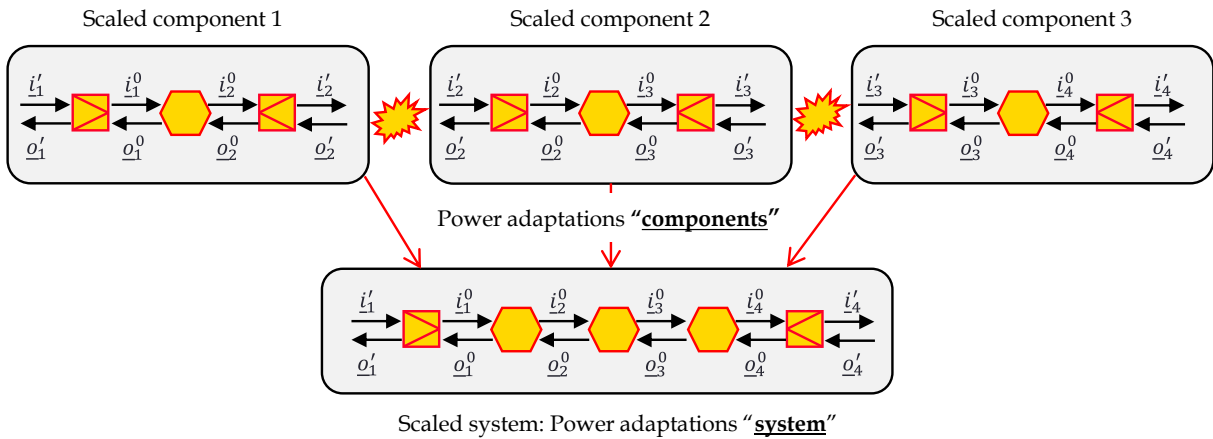 Scaled component 1 Scaled component 2 Scaled component 3
i′₁ i⁰₁ i⁰₂ i′₂ i′₂ i⁰₂ i⁰₃ i′₃ i′₃ i⁰₃ i⁰₄ i′₄
o′₁ o⁰₁ o⁰₂ o′₂ o′₂ o⁰₂ o⁰₃ o′₃ o′₃ o⁰₃ o⁰₄ o′₄
Power adaptations “components”
i′₁ i⁰₁ i⁰₂ i⁰₃ i⁰₄ i′₄
o′₁ o⁰₁ o⁰₂ o⁰₃ o⁰₄ o′₄
Scaled system: Power adaptations “system”